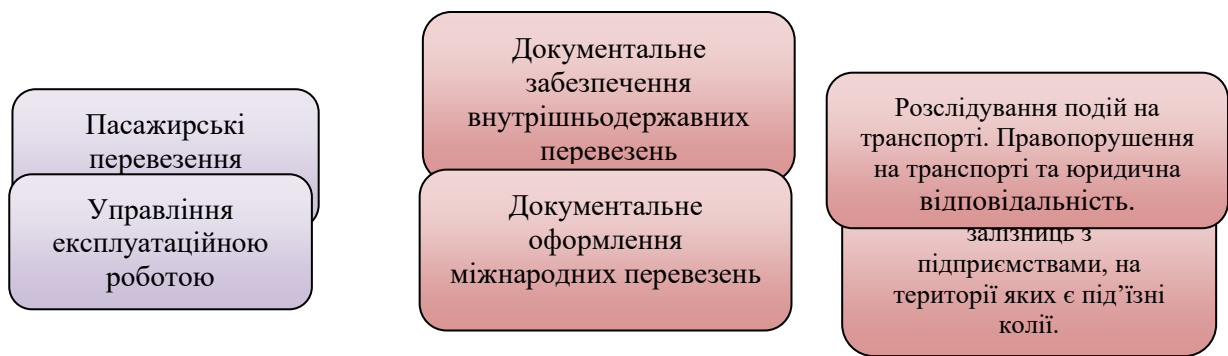 Пасажирські
перевезення
Управління
експлуатаційною
роботою
Документальне
забезпечення
внутрішньодержавних
перевезень
Документальне
оформлення
міжнародних перевезень
Розслідування подій на
транспорті. Правопорушення
на транспорті та юридична
відповідальність.
залізниць з
підприємствами, на
території яких є під’їзні
колії.